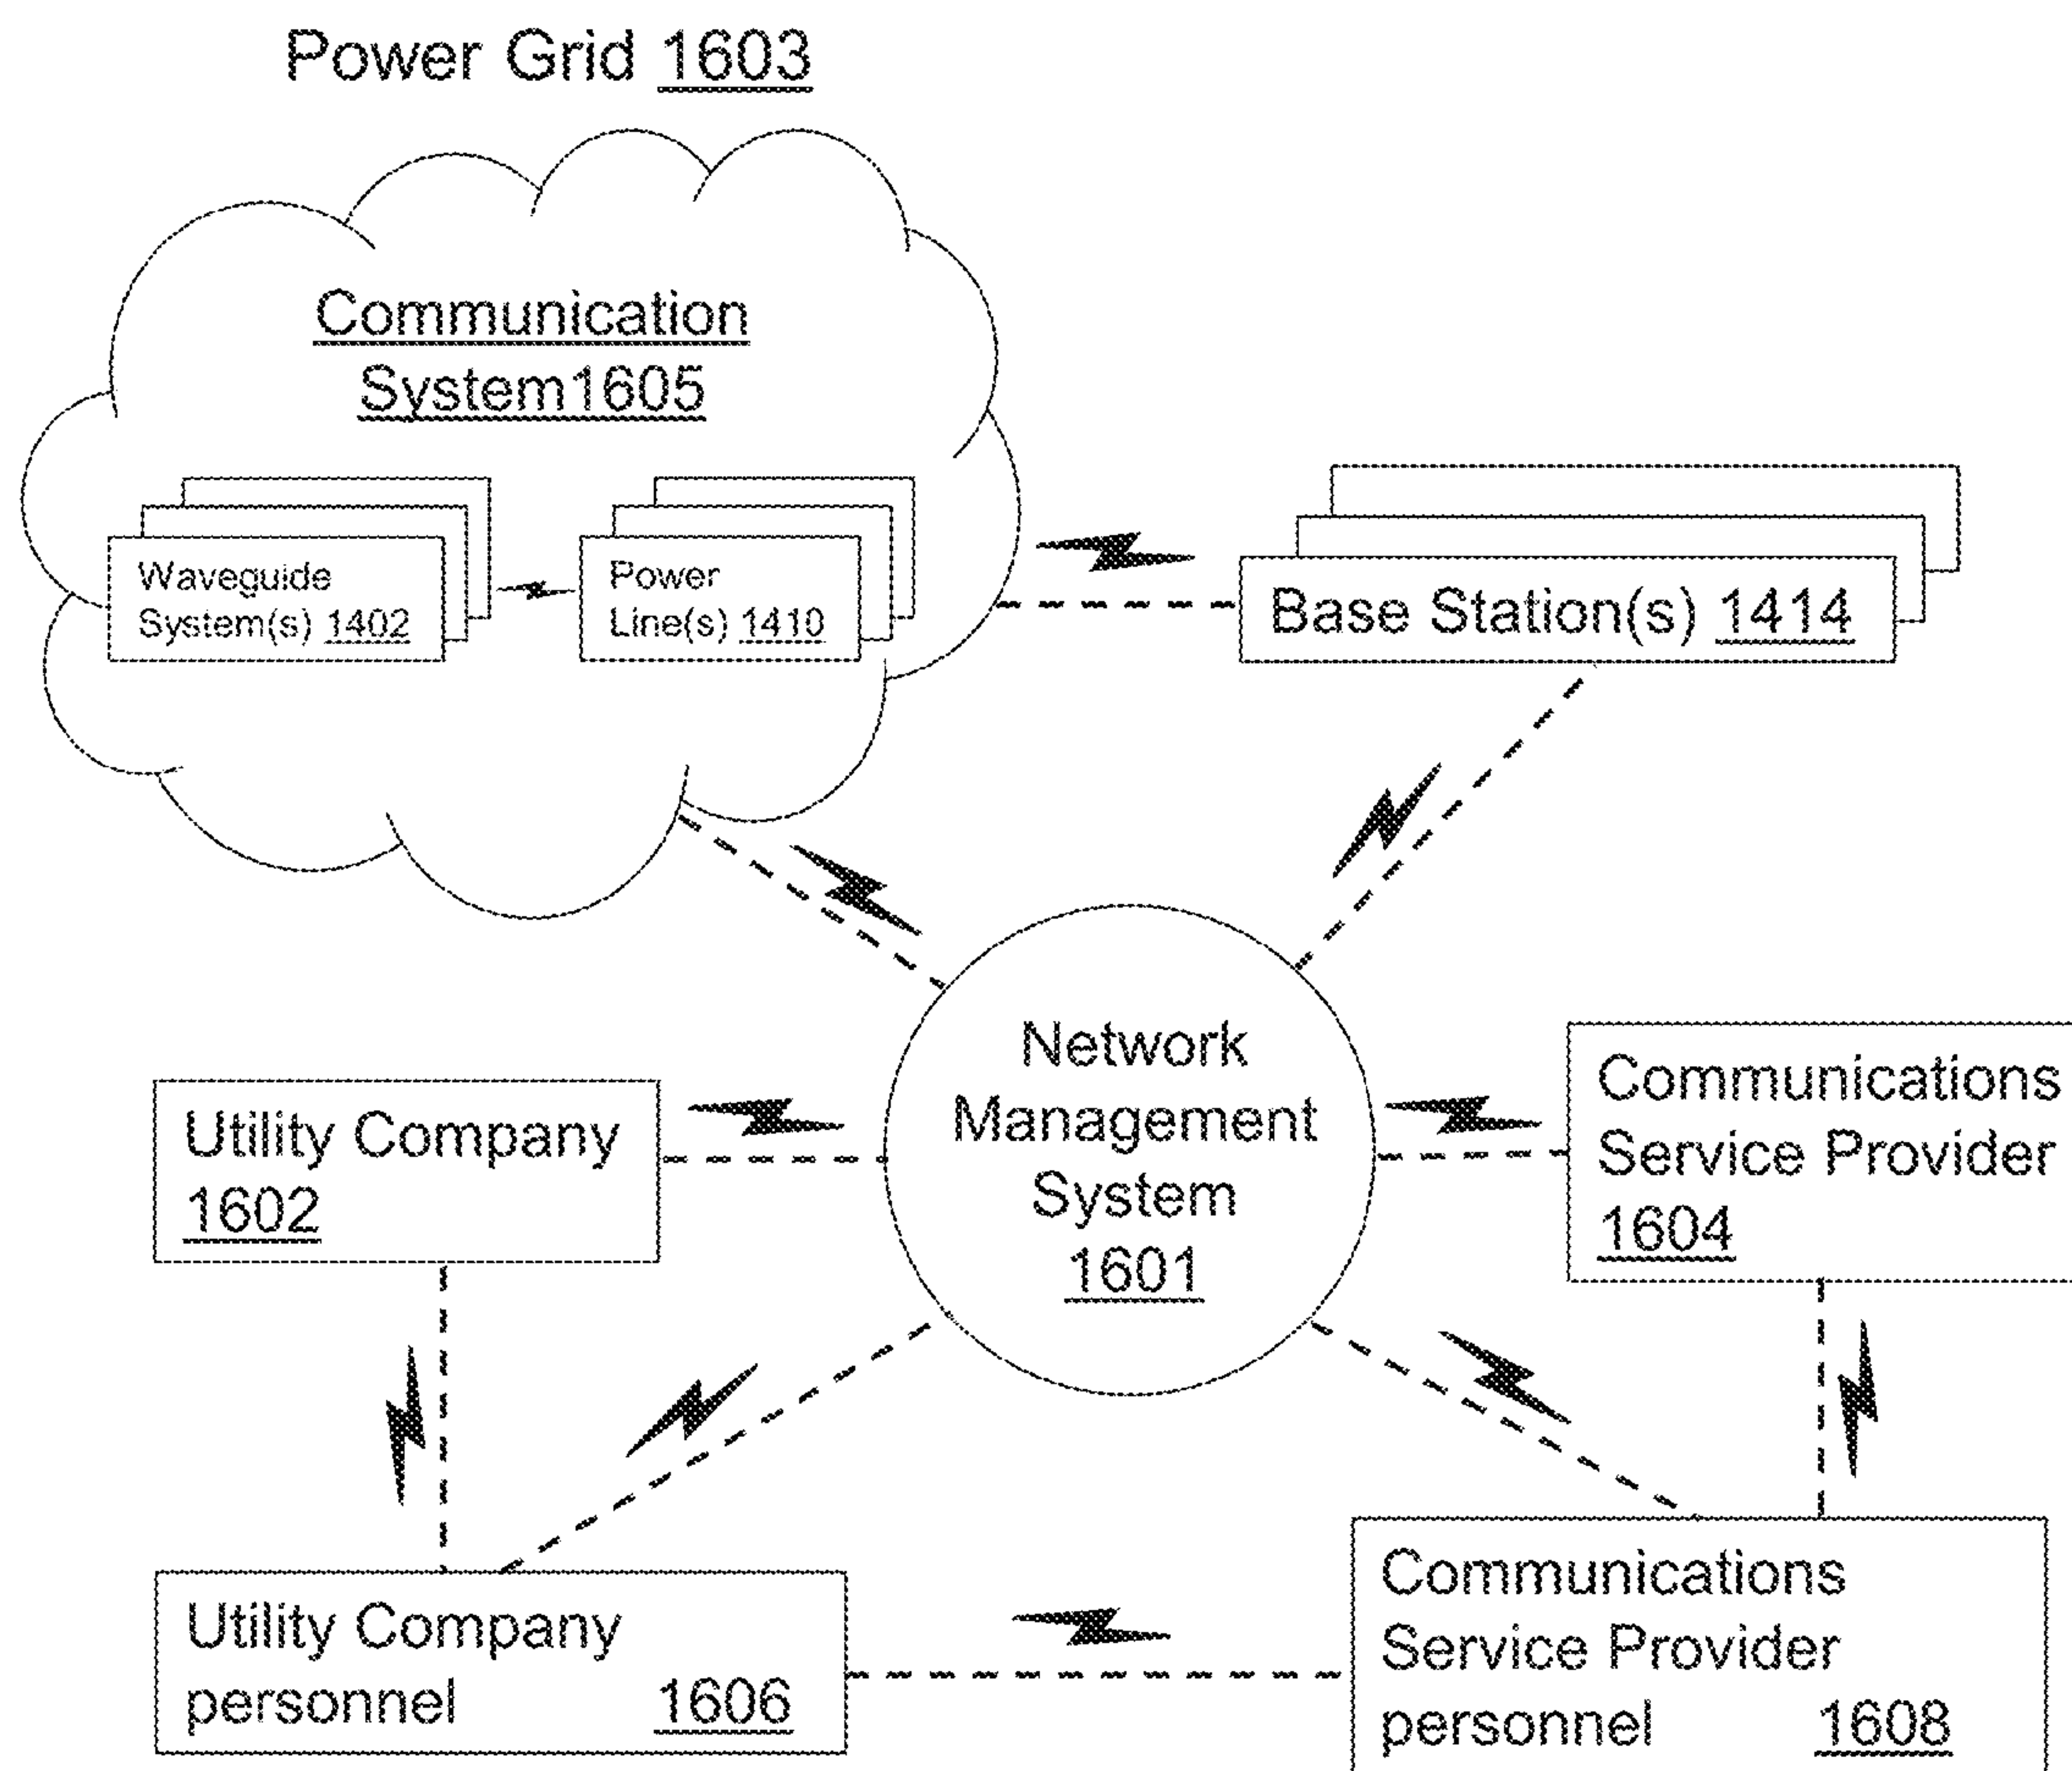 Power Grid 1603
Communication
System1605
Waveguide
System(s) 1402
Power
Line(s) 1410
Base Station(s) 1414
Network
Management
System
1601
Utility Company
1602
Communications
Service Provider
1604
Utility Company
personnel 1606
Communications
Service Provider
personnel 1608